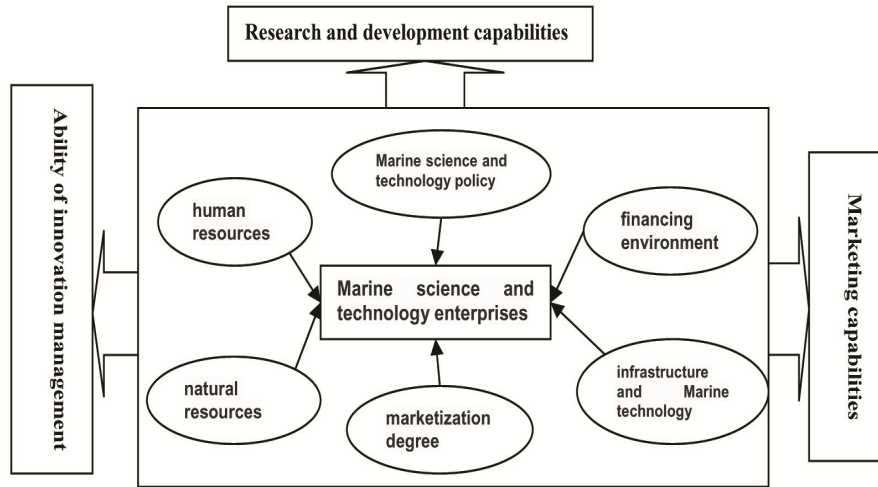 Research and development capabilities
Ability of innovation management
Marine science and
technology policy
human
resources
financing
environment
Marine science and
technology enterprises
natural
resources
marketization
degree
infrastructure
and Marine
technology
Marketing capabilities